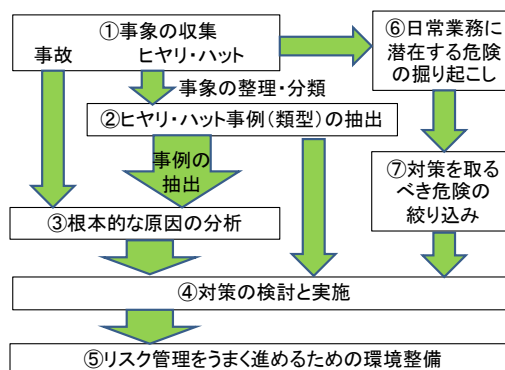 ①事象の収集
事故 ヒヤリ・ハット
⑥日常業務に
潜在する危険
の掘り起こし
事象の整理・分類
②ヒヤリ・ハット事例(類型)の抽出
事例の
抽出
⑦対策を取る
べき危険の
絞り込み
③根本的な原因の分析
④対策の検討と実施
⑤リスク管理をうまく進めるための環境整備